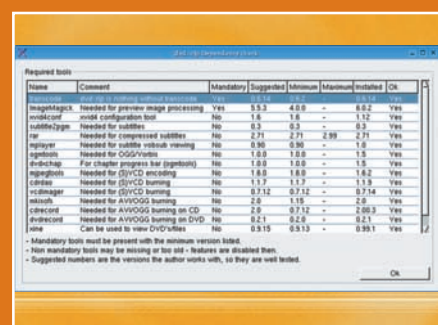 dvd::rip Dependency check
Required tools
Name Comment Mandatory Suggested Minimum Maximum Installed Ok
transcode dvd::rip is nothing without transcode Yes 0.6.14 Yes
ImageMagick Needed for preview image processing Yes 5.5.3 4.0.0 - 6.0.2 Yes
xvid4conf xvid4 configuration tool No 1.6 1.6 - 1.12 Yes
subtitle2pgm Needed for subtitles No 0.3 0.3 - 0.3 Yes
rar Needed for compressed subtitles No 2.71 2.71 2.99 2.71 Yes
mplayer Needed for subtitle vobsub viewing No 0.90 0.90 - 1.0 Yes
ogmtools Needed for OGG/Vorbis No 1.0.0 1.0.0 - 1.5 Yes
dvdxchap For chapter progress bar (ogmtools) No 1.0.0 1.0.0 - 1.5 Yes
mjpegtools Needed for (S)VCD encoding No 1.6.0 1.6.0 - 1.6.2 Yes
cdrdao Needed for (S)VCD burning No 1.1.7 1.1.7 - 1.1.9 Yes
vcdimager Needed for (S)VCD burning No 0.7.12 0.7.12 - 0.7.14 Yes
mkisofs Needed for AVI/OGG burning No 2.0 1.15 - 2.0 Yes
cdrecord Needed for AVI/OGG burning on CD No 2.0 0.7.12 - 2.00.3 Yes
dvdrecord Needed for AVI/OGG burning on DVD No 0.2.1 0.2.0 - 0.2.1 Yes
xine Can be used to view DVD's/files No 0.9.15 0.9.13 - 0.99.1 Yes
- Mandatory tools must be present with the minimum version listed.
- Non mandatory tools may be missing or too old - features are disabled then.
- Suggested numbers are the versions the author works with, so they are well tested.
Ok